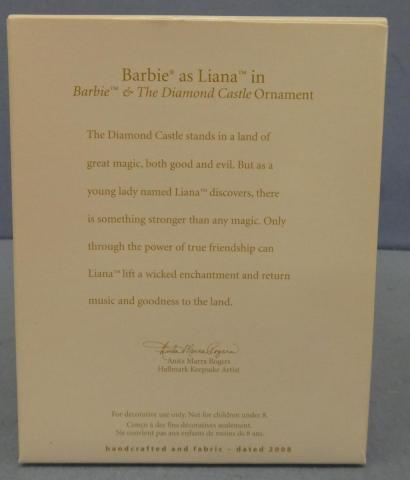 Barbie® as Liana™ in
Barbie™ & The Diamond Castle Ornament
The Diamond Castle stands in a land of
great magic, both good and evil. But as a
young lady named Liana™ discovers, there
is something stronger than any magic. Only
through the power of true friendship can
Liana™ lift a wicked enchantment and return
music and goodness to the land.
Anita Marra Rogers
Anita Marra Rogers
Hallmark Keepsake Artist
For decorative use only. Not for children under 8.
Conçu à des fins décoratives seulement.
Ne convient pas aux enfants de moins de 8 ans.
handcrafted and fabric – dated 2008